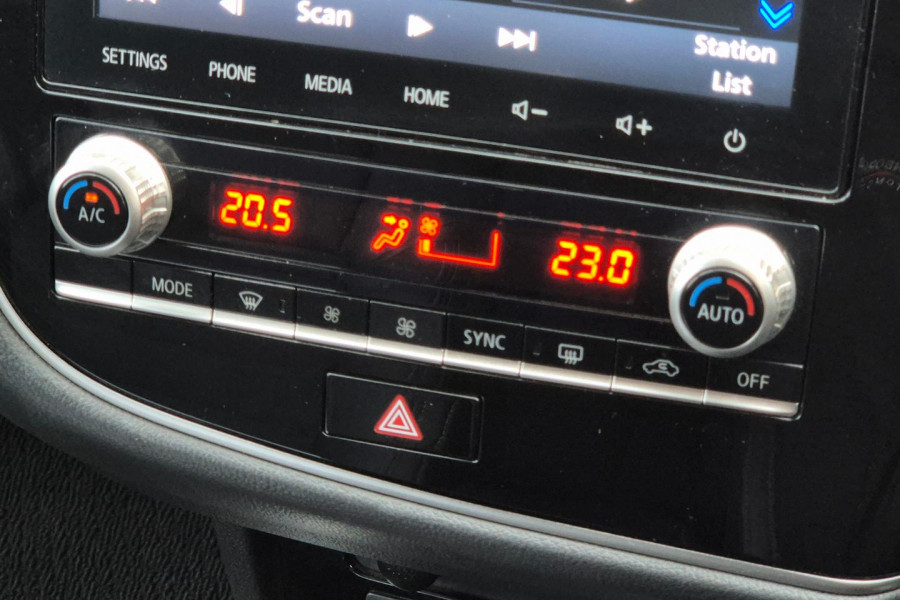 Scan
Station
List
SETTINGS
PHONE
MEDIA
HOME
A/C
20.5
23.0
AUTO
MODE
SYNC
OFF